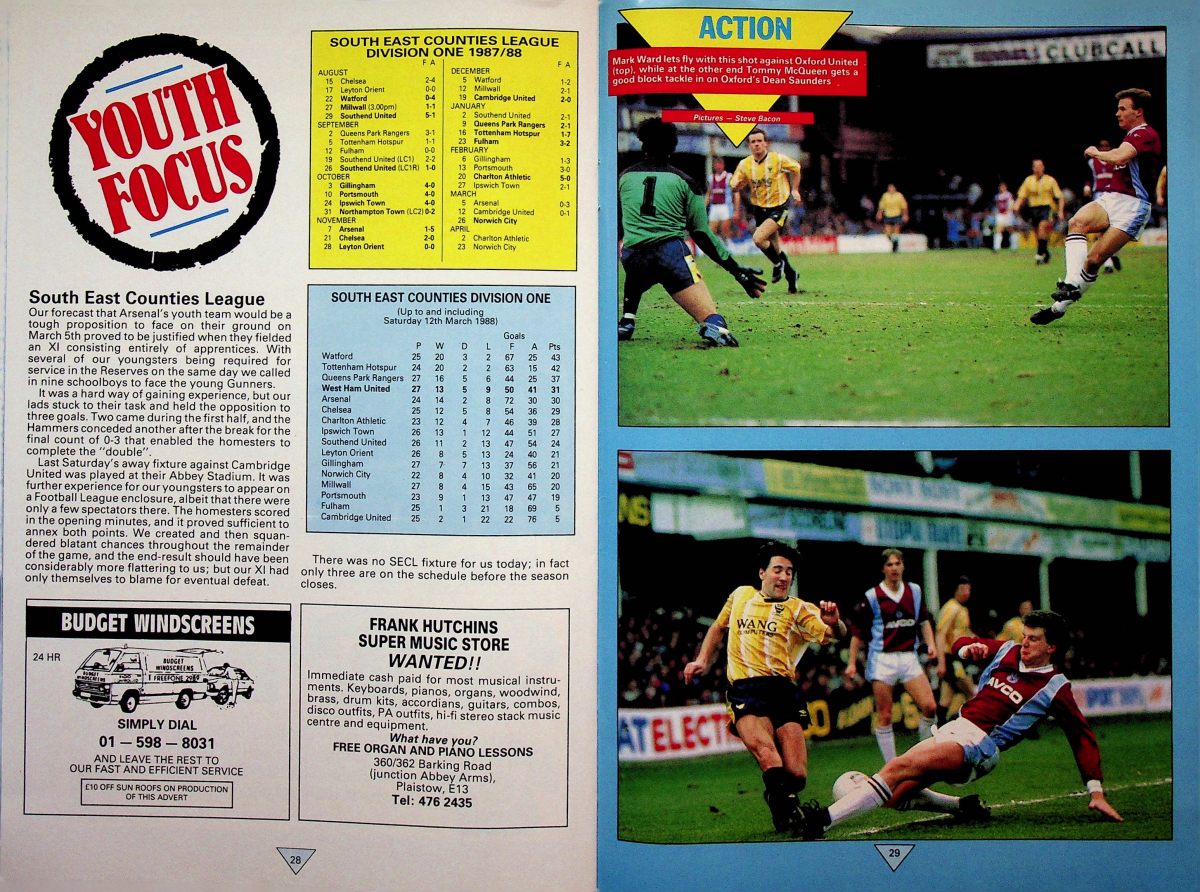 YOUTH
FOCUS
SOUTH EAST COUNTIES LEAGUE
DIVISION ONE 1987/88
F A
AUGUST
15 Chelsea 2-4
17 Leyton Orient 0-0
22 Watford 0-4
27 Millwall (3.00pm) 1-1
29 Southend United 5-1
SEPTEMBER
2 Queens Park Rangers 3-1
5 Tottenham Hotspur 1-1
12 Fulham 0-0
19 Southend United (LC1) 2-2
26 Southend United (LC1R) 1-0
OCTOBER
3 Gillingham 4-0
10 Portsmouth 4-0
24 Ipswich Town 4-0
31 Northampton Town (LC2) 0-2
NOVEMBER
7 Arsenal 1-5
21 Chelsea 2-0
28 Leyton Orient 0-0
F A
DECEMBER
5 Watford 1-2
12 Millwall 2-1
19 Cambridge United 2-0
JANUARY
2 Southend United 2-1
9 Queens Park Rangers 2-1
16 Tottenham Hotspur 1-7
23 Fulham 3-2
FEBRUARY
6 Gillingham 1-3
13 Portsmouth 3-0
20 Charlton Athletic 5-0
27 Ipswich Town 2-1
MARCH
5 Arsenal 0-3
12 Cambridge United 0-1
26 Norwich City
APRIL
2 Charlton Athletic
23 Norwich City
South East Counties League
Our forecast that Arsenal's youth team would be a
tough proposition to face on their ground on
March 5th proved to be justified when they fielded
an XI consisting entirely of apprentices. With
several of our youngsters being required for
service in the Reserves on the same day we called
in nine schoolboys to face the young Gunners.
It was a hard way of gaining experience, but our
lads stuck to their task and held the opposition to
three goals. Two came during the first half, and the
Hammers conceded another after the break for the
final count of 0-3 that enabled the homesters to
complete the "double".
Last Saturday's away fixture against Cambridge
United was played at their Abbey Stadium. It was
further experience for our youngsters to appear on
a Football League enclosure, albeit that there were
only a few spectators there. The homesters scored
in the opening minutes, and it proved sufficient to
annex both points. We created and then squan-
dered blatant chances throughout the remainder
of the game, and the end-result should have been
considerably more flattering to us; but our XI had
only themselves to blame for eventual defeat.
SOUTH EAST COUNTIES DIVISION ONE
(Up to and including
Saturday 12th March 1988)
Goals
P W D L F A Pts
Watford 25 20 3 2 67 25 43
Tottenham Hotspur 24 20 2 2 63 15 42
Queens Park Rangers 27 16 5 6 44 25 37
West Ham United 27 13 5 9 50 41 31
Arsenal 24 14 2 8 72 30 30
Chelsea 25 12 5 8 54 36 29
Charlton Athletic 23 12 4 7 46 39 28
Ipswich Town 26 13 1 12 44 51 27
Southend United 26 11 2 13 47 54 24
Leyton Orient 26 8 5 13 24 40 21
Gillingham 27 7 7 13 37 56 21
Norwich City 22 8 4 10 32 41 20
Millwall 27 8 4 15 43 65 20
Portsmouth 23 9 1 13 47 47 19
Fulham 25 1 3 21 18 69 5
Cambridge United 25 2 1 22 22 76 5
There was no SECL fixture for us today; in fact
only three are on the schedule before the season
closes.
BUDGET WINDSCREENS
24 HR
BUDGET
WINDSCREENS
FREEFONE
SIMPLY DIAL
01 — 598 — 8031
AND LEAVE THE REST TO
OUR FAST AND EFFICIENT SERVICE
£10 OFF SUN ROOFS ON PRODUCTION
OF THIS ADVERT
FRANK HUTCHINS
SUPER MUSIC STORE
WANTED!!
Immediate cash paid for most musical instru-
ments. Keyboards, pianos, organs, woodwind,
brass, drum kits, accordians, guitars, combos,
disco outfits, PA outfits, hi-fi stereo stack music
centre and equipment.
What have you?
FREE ORGAN AND PIANO LESSONS
360/362 Barking Road
(junction Abbey Arms),
Plaistow, E13
Tel: 476 2435
28
ACTION
Mark Ward lets fly with this shot against Oxford United
(top), while at the other end Tommy McQueen gets a
good block tackle in on Oxford's Dean Saunders
Pictures — Steve Bacon
CLUBCALL
1
WANG
WANG
COMPUTERS
AVCO
AVCO
AT ELECT
29